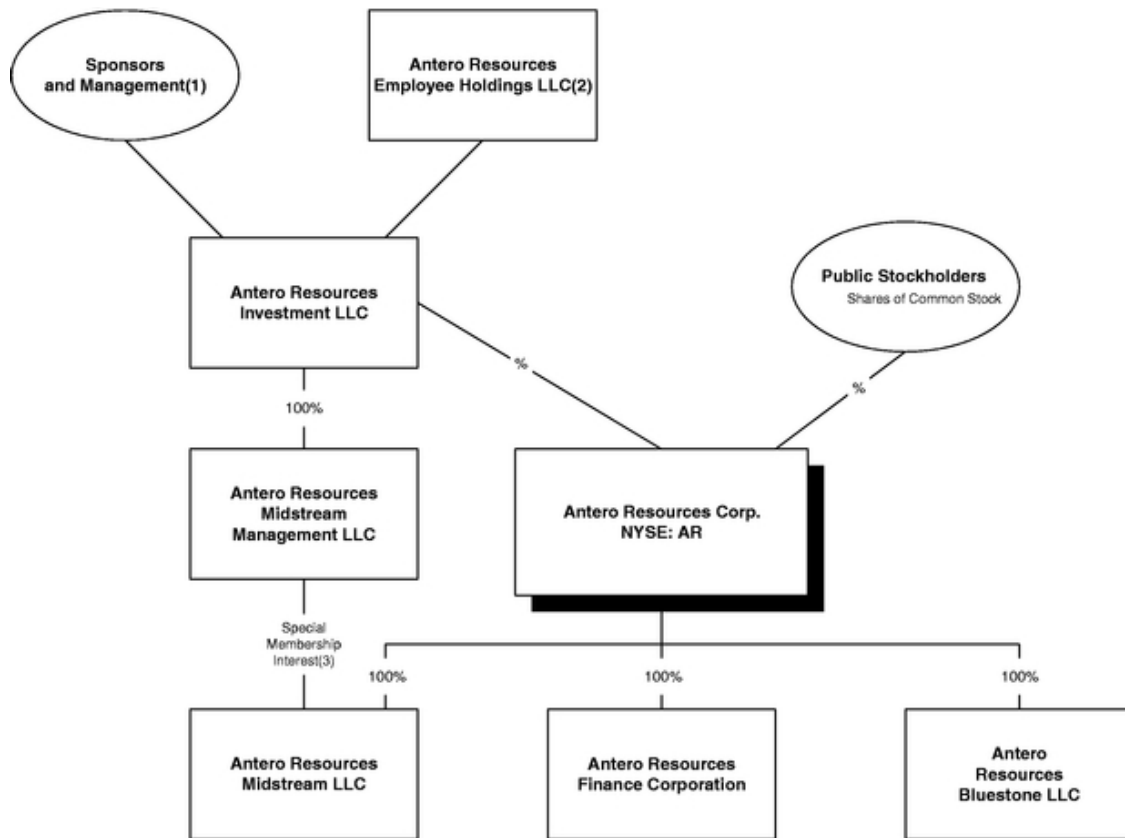 Sponsors
and Management(1)
Antero Resources
Employee Holdings LLC(2)
Antero Resources
Investment LLC
Public Stockholders
Shares of Common Stock
%
%
100%
Antero Resources
Midstream
Management LLC
Antero Resources Corp.
NYSE: AR
Special
Membership
Interest(3)
100%
100%
100%
Antero Resources
Midstream LLC
Antero Resources
Finance Corporation
Antero
Resources
Bluestone LLC